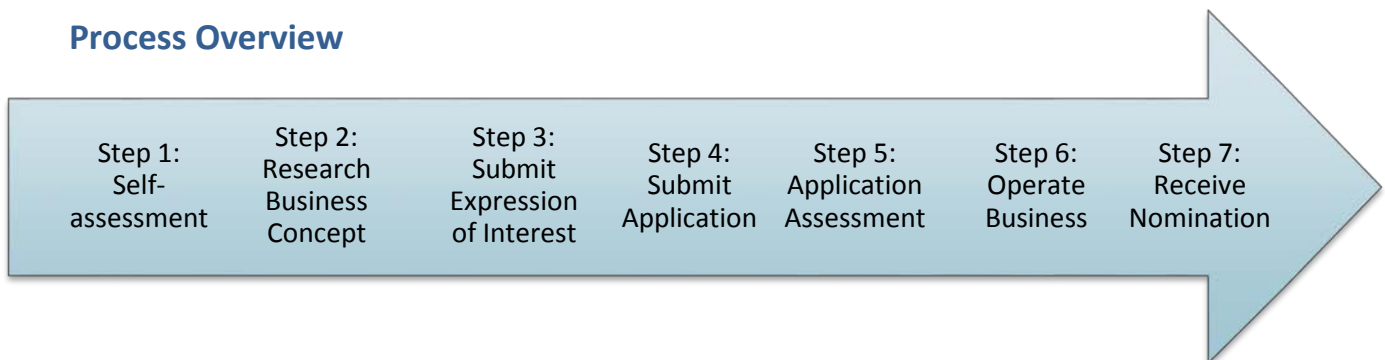 Process Overview
Step 1:
Self-
assessment
Step 2:
Research
Business
Concept
Step 3:
Submit
Expression
of Interest
Step 4:
Submit
Application
Step 5:
Application
Assessment
Step 6:
Operate
Business
Step 7:
Receive
Nomination